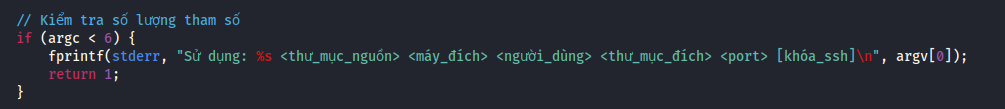 // Kiểm tra số lượng tham số
if (argc < 6) {
    fprintf(stderr, "Sử dụng: %s <thư_mục_nguồn> <máy_đích> <người_dùng> <thư_mục_đích> <port> [khóa_ssh]\n", argv[0]);
    return 1;
}